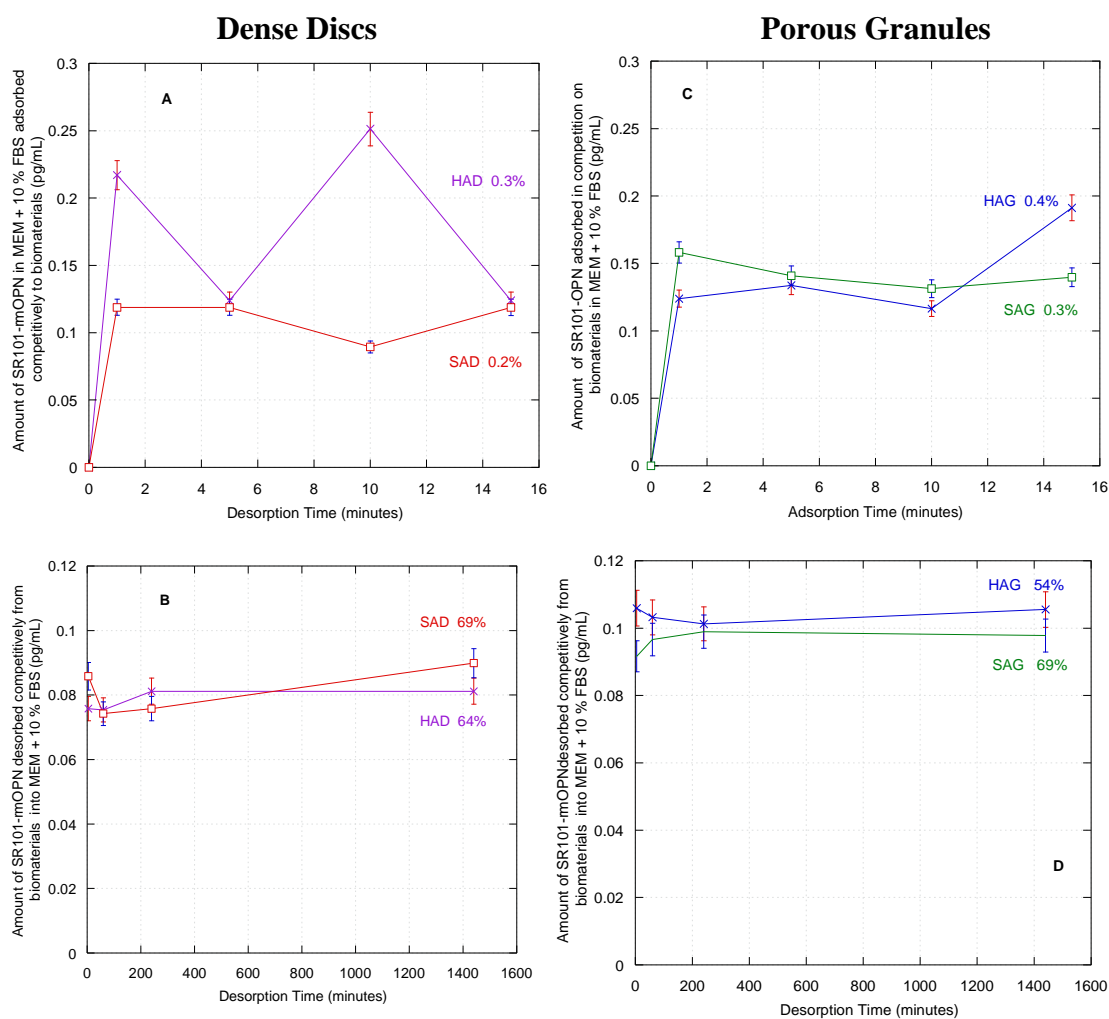 Dense Discs
Porous Granules
Amount of SR101-rmOPN in MEM + 10 % FBS adsorbed
competitively to biomaterials (pg/mL)
0.3
0.25
0.2
0.15
0.1
0.05
0
A
HAD 0.3%
SAD 0.2%
0 2 4 6 8 10 12 14 16
Desorption Time (minutes)
Amount of SR101-OPN adsorbed in competition on
biomaterials in MEM + 10 % FBS (pg/mL)
0.3
0.25
0.2
0.15
0.1
0.05
0
C
HAG 0.4%
SAG 0.3%
0 2 4 6 8 10 12 14 16
Adsorption Time (minutes)
Amount of SR101-rmOPN desorbed competitively from
biomaterials into MEM + 10 % FBS (pg/mL)
0.12
0.1
0.08
0.06
0.04
0.02
0
B
SAD 69%
HAD 64%
0 200 400 600 800 1000 1200 1400 1600
Desorption Time (minutes)
Amount of SR101-rmOPNdesorbed competitively from
biomaterials into MEM + 10 % FBS (pg/mL)
0.12
0.1
0.08
0.06
0.04
0.02
0
HAG 54%
SAG 69%
D
0 200 400 600 800 1000 1200 1400 1600
Desorption Time (minutes)